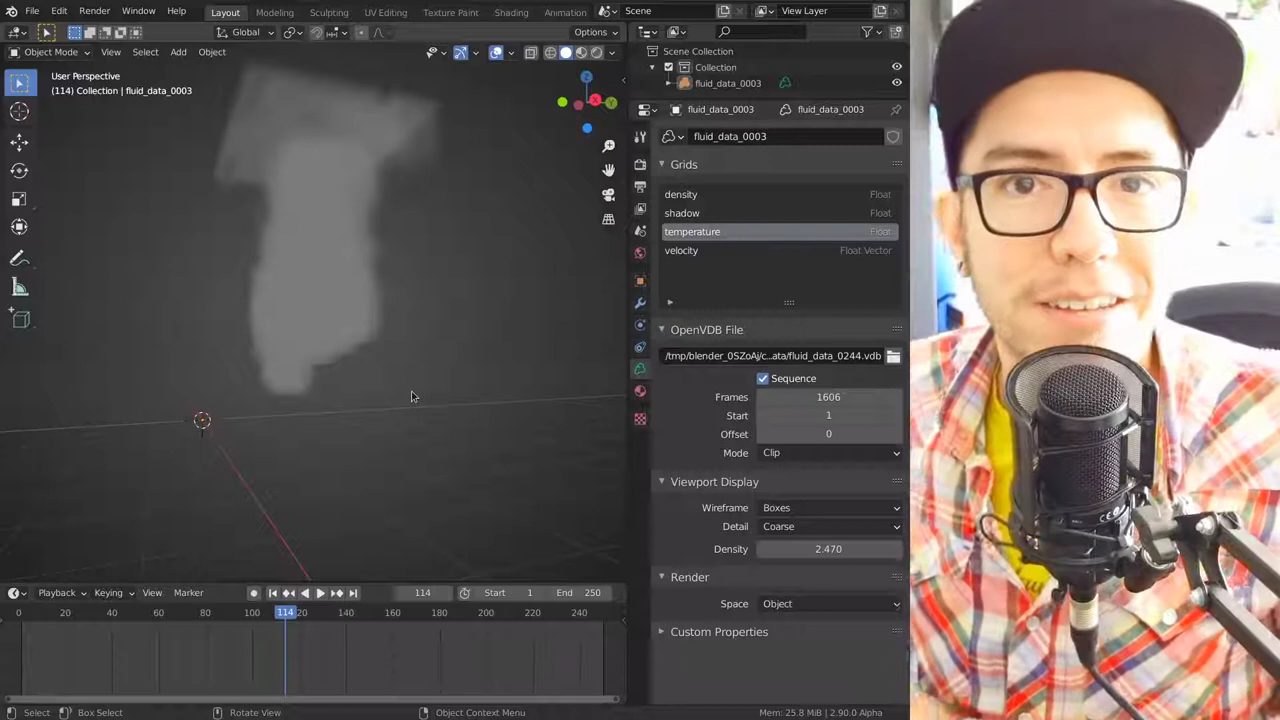 File Edit Render Window Help Layout Modeling Sculpting UV Editing Texture Paint Shading Animation Scene View Layer
Global Options
Object Mode View Select Add Object
User Perspective
(114) Collection | fluid_data_0003
Z
X
Y
Scene Collection
Collection
fluid_data_0003
fluid_data_0003 fluid_data_0003
fluid_data_0003
Grids
density Float
shadow Float
temperature Float
velocity Float Vector
OpenVDB File
/tmp/blender_0SZoAj/c...ata/fluid_data_0244.vdb
Sequence
Frames 1606
Start 1
Offset 0
Mode Clip
Viewport Display
Wireframe Boxes
Detail Coarse
Density 2.470
Render
Space Object
Custom Properties
Playback Keying View Marker 114 Start 1 End 250
0 20 40 60 80 100 114 120 140 160 180 200 220 240
Select Box Select Rotate View Object Context Menu Mem: 25.8 MiB | 2.90.0 Alpha